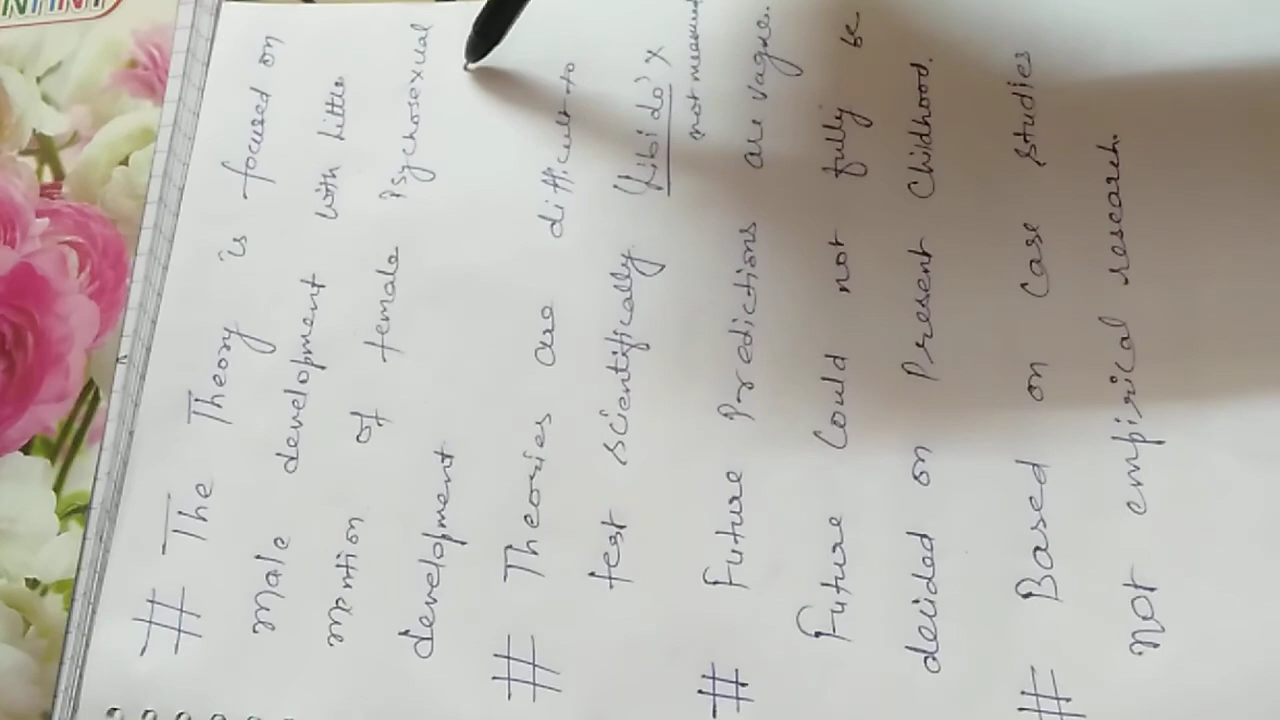 # The Theory is focused on
male development with little
mention of female Psychosexual
development
# Theories are difficult to
test scientifically 'Libido' x
not measur
# Future Predictions are vague.
Future Could not fully be
decided on Present Childhood.
# Based on Case Studies
not empirical research.